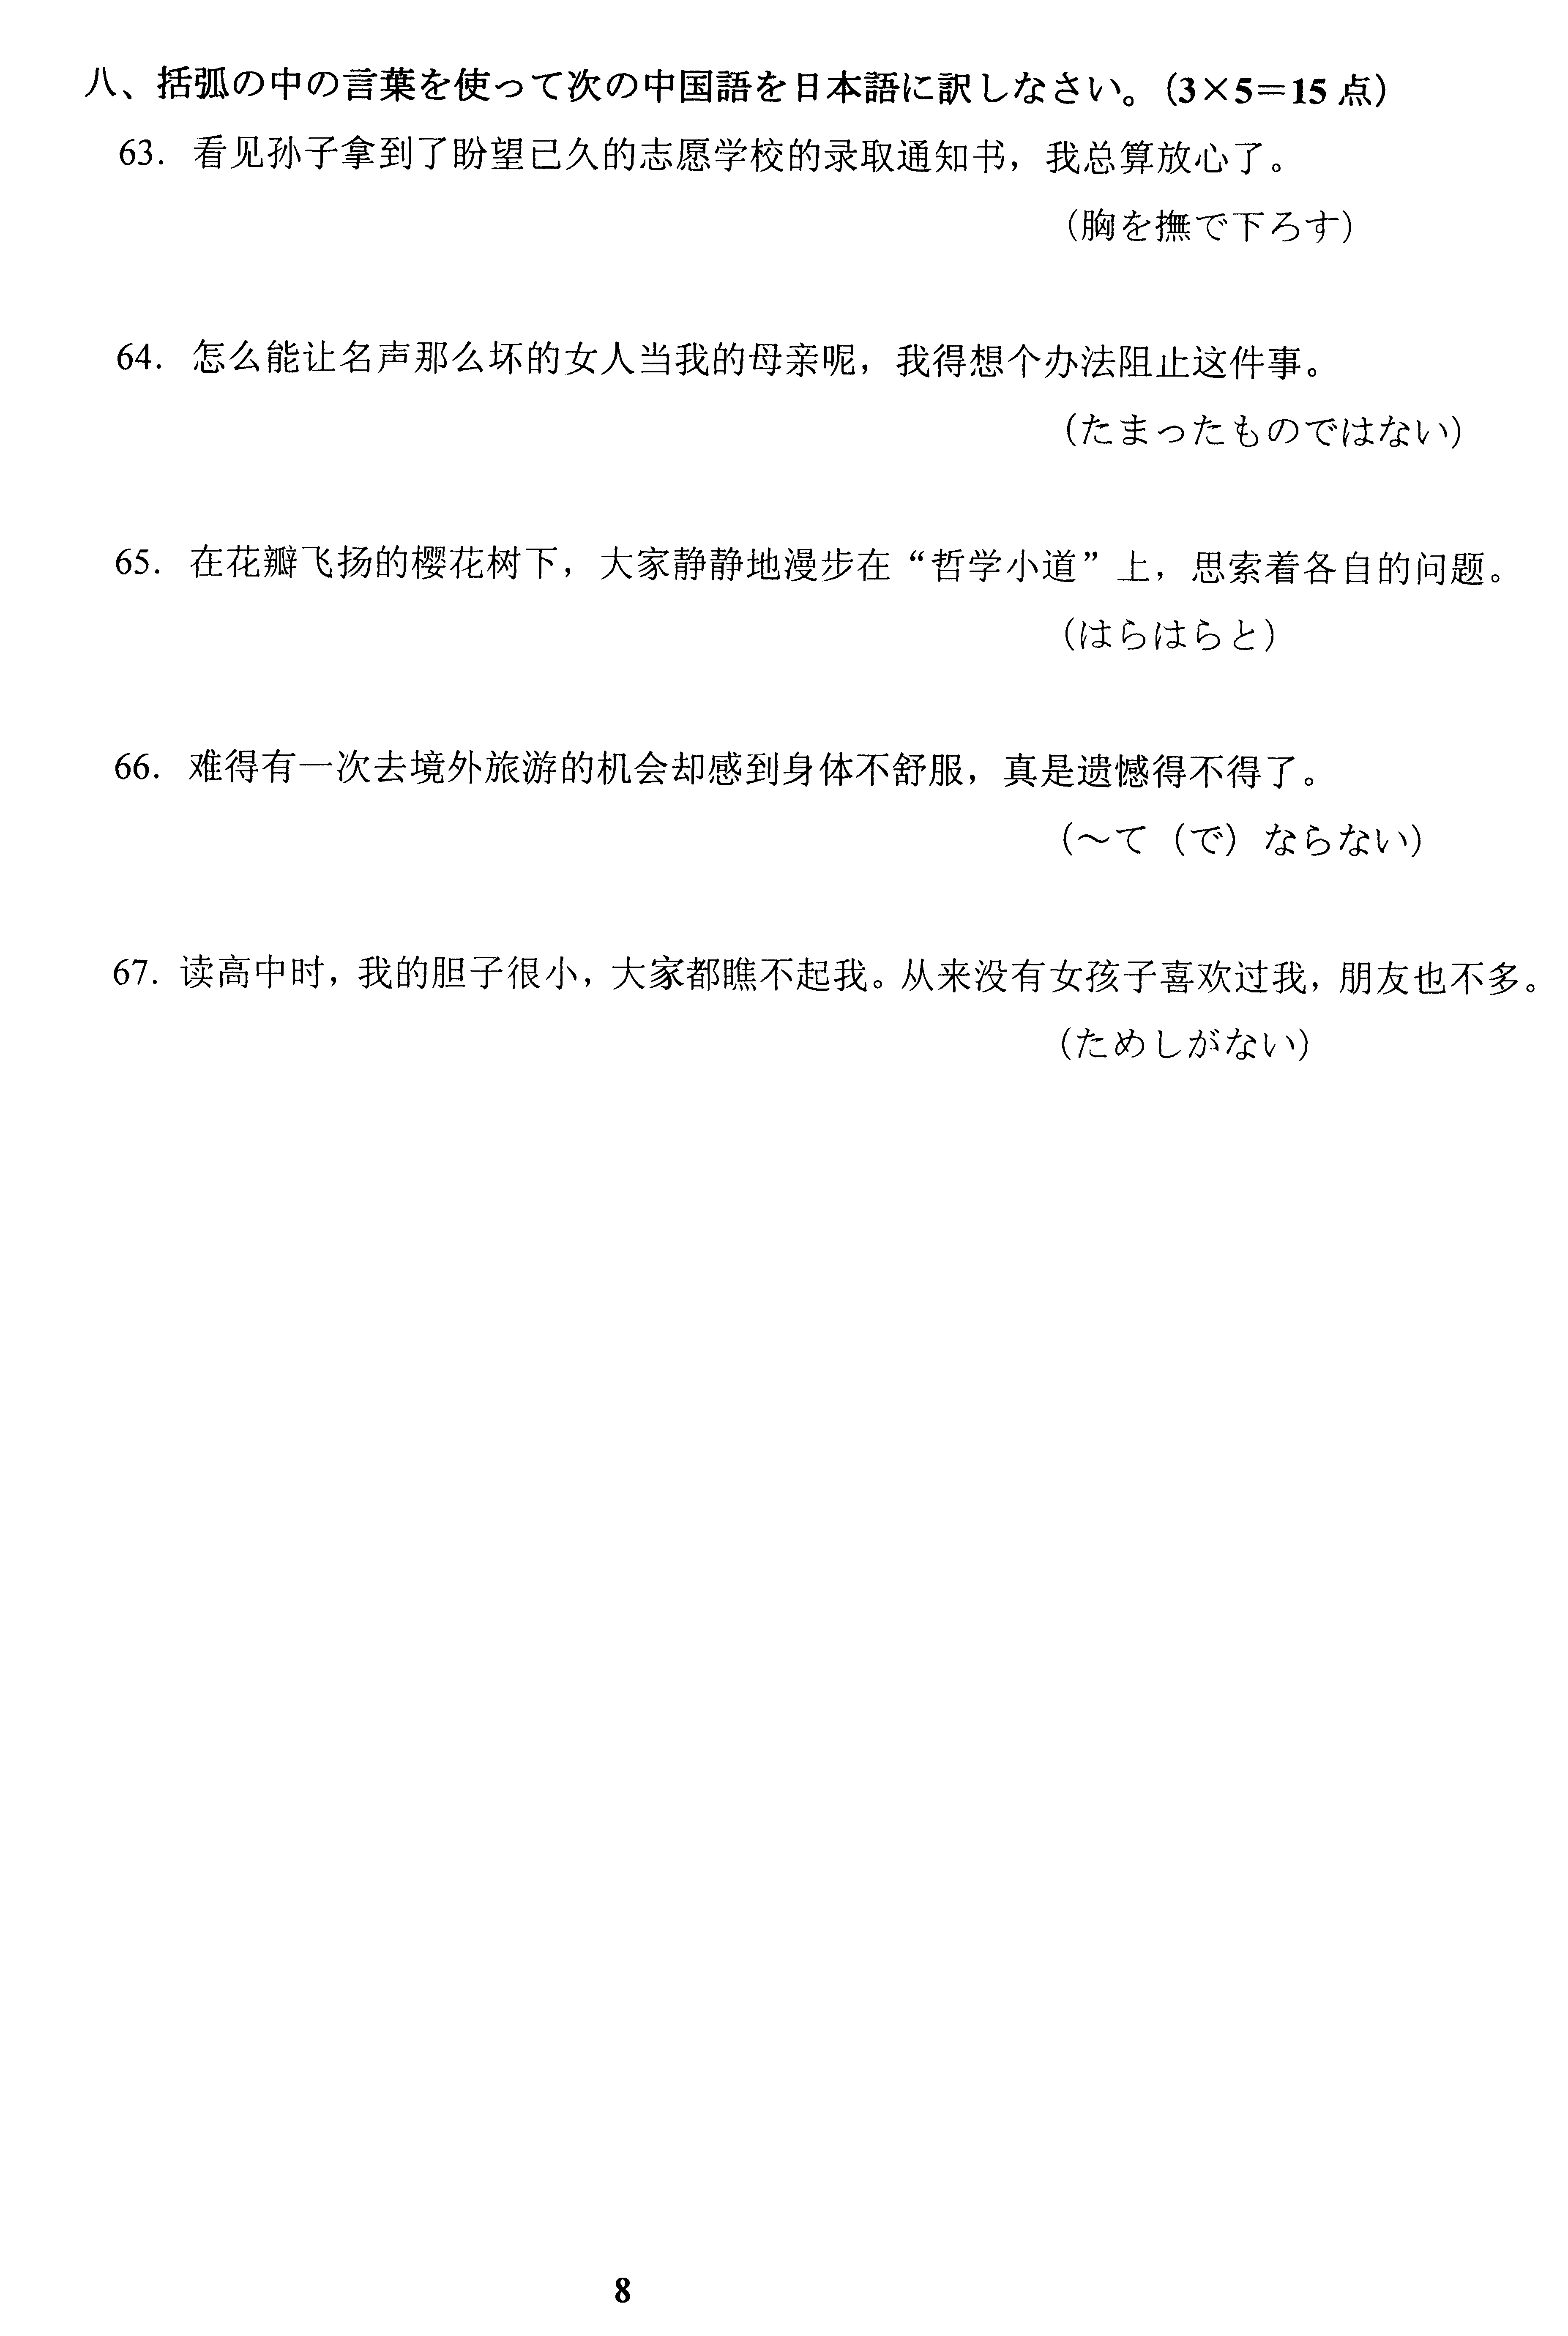 八、括弧の中の言葉を使って次の中国語を日本語に訳しなさい。(3×5=15 点)
63. 看见孙子拿到了盼望已久的志愿学校的录取通知书，我总算放心了。
（胸を撫で下ろす）
64. 怎么能让名声那么坏的女人当我的母亲呢，我得想个办法阻止这件事。
（たまったものではない）
65. 在花瓣飞扬的樱花树下，大家静静地漫步在“哲学小道”上，思索着各自的问题。
（はらはらと）
66. 难得有一次去境外旅游的机会却感到身体不舒服，真是遗憾得不得了。
（～て（で）ならない）
67. 读高中时，我的胆子很小，大家都瞧不起我。从来没有女孩子喜欢过我，朋友也不多。
（ためしがない）
8